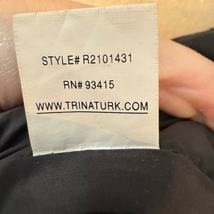 STYLE# R2101431
RN# 93415
WWW.TRINATURK.COM